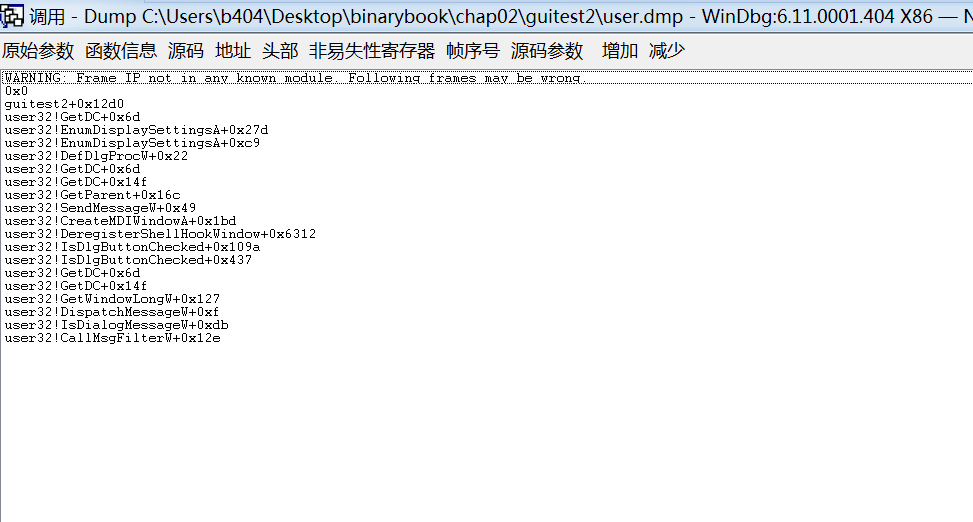 调用 - Dump C:\Users\b404\Desktop\binarybook\chap02\guitest2\user.dmp - WinDbg:6.11.0001.404 X86 — N
原始参数 函数信息 源码 地址 头部 非易失性寄存器 帧序号 源码参数 增加 减少
WARNING: Frame IP not in any known module. Following frames may be wrong.
0x0
guitest2+0x12d0
user32!GetDC+0x6d
user32!EnumDisplaySettingsA+0x27d
user32!EnumDisplaySettingsA+0xc9
user32!DefDlgProcW+0x22
user32!GetDC+0x6d
user32!GetDC+0x14f
user32!GetParent+0x16c
user32!SendMessageW+0x49
user32!CreateMDIWindowA+0x1bd
user32!DeregisterShellHookWindow+0x6312
user32!IsDlgButtonChecked+0x109a
user32!IsDlgButtonChecked+0x437
user32!GetDC+0x6d
user32!GetDC+0x14f
user32!GetWindowLongW+0x127
user32!DispatchMessageW+0xf
user32!IsDialogMessageW+0xdb
user32!CallMsgFilterW+0x12e